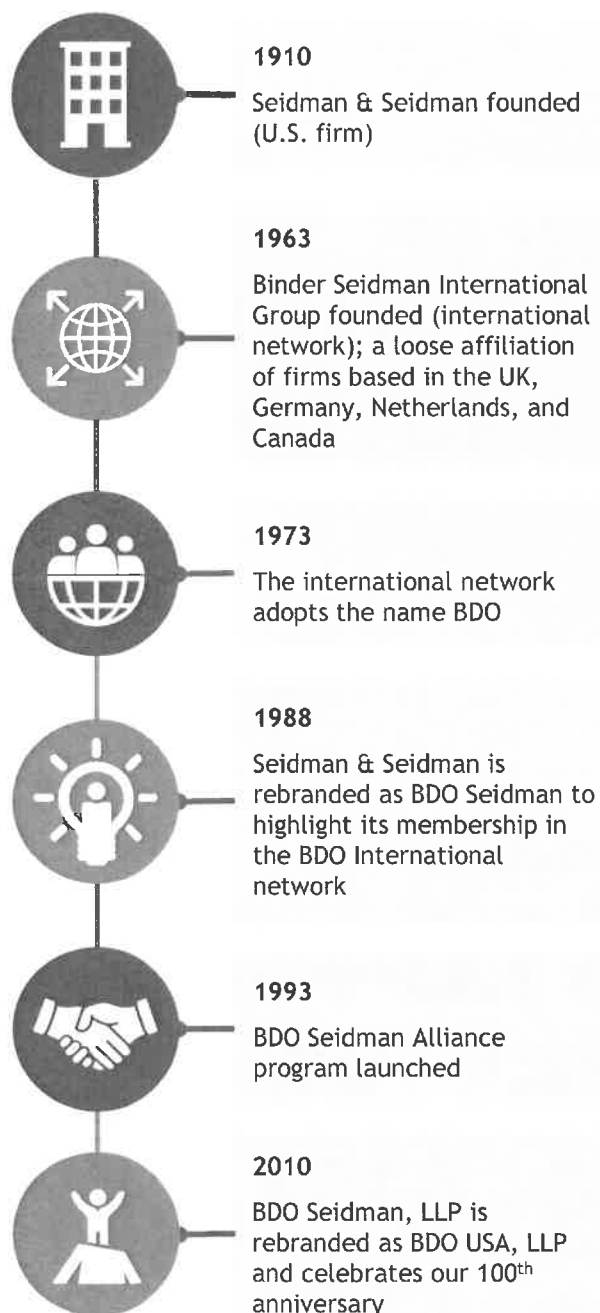 1910
Seidman & Seidman founded
(U.S. firm)
1963
Binder Seidman International
Group founded (international
network); a loose affiliation
of firms based in the UK,
Germany, Netherlands, and
Canada
1973
The international network
adopts the name BDO
1988
Seidman & Seidman is
rebranded as BDO Seidman to
highlight its membership in
the BDO International
network
1993
BDO Seidman Alliance
program launched
2010
BDO Seidman, LLP is
rebranded as BDO USA, LLP
and celebrates our 100th
anniversary